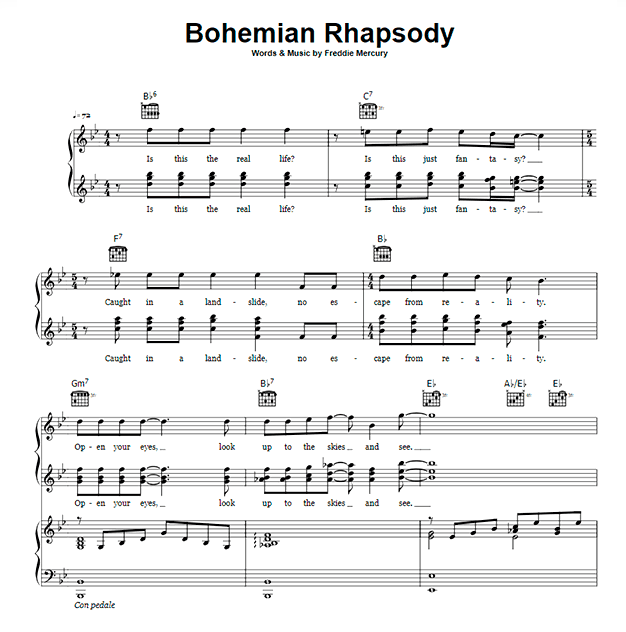 Bohemian Rhapsody
Words & Music by Freddie Mercury
♩=72
B♭6 C7
Is this the real life? Is this just fan - ta - sy?
Is this the real life? Is this just fan - ta - sy?
F7 B♭
Caught in a land - slide, no es - cape from re - a - li - ty.
Caught in a land - slide, no es - cape from re - a - li - ty.
Gm7 B♭7 E♭ A♭/E♭ E♭
Op - en your eyes, look up to the skies and see.
Op - en your eyes, look up to the skies and see.
Con pedale